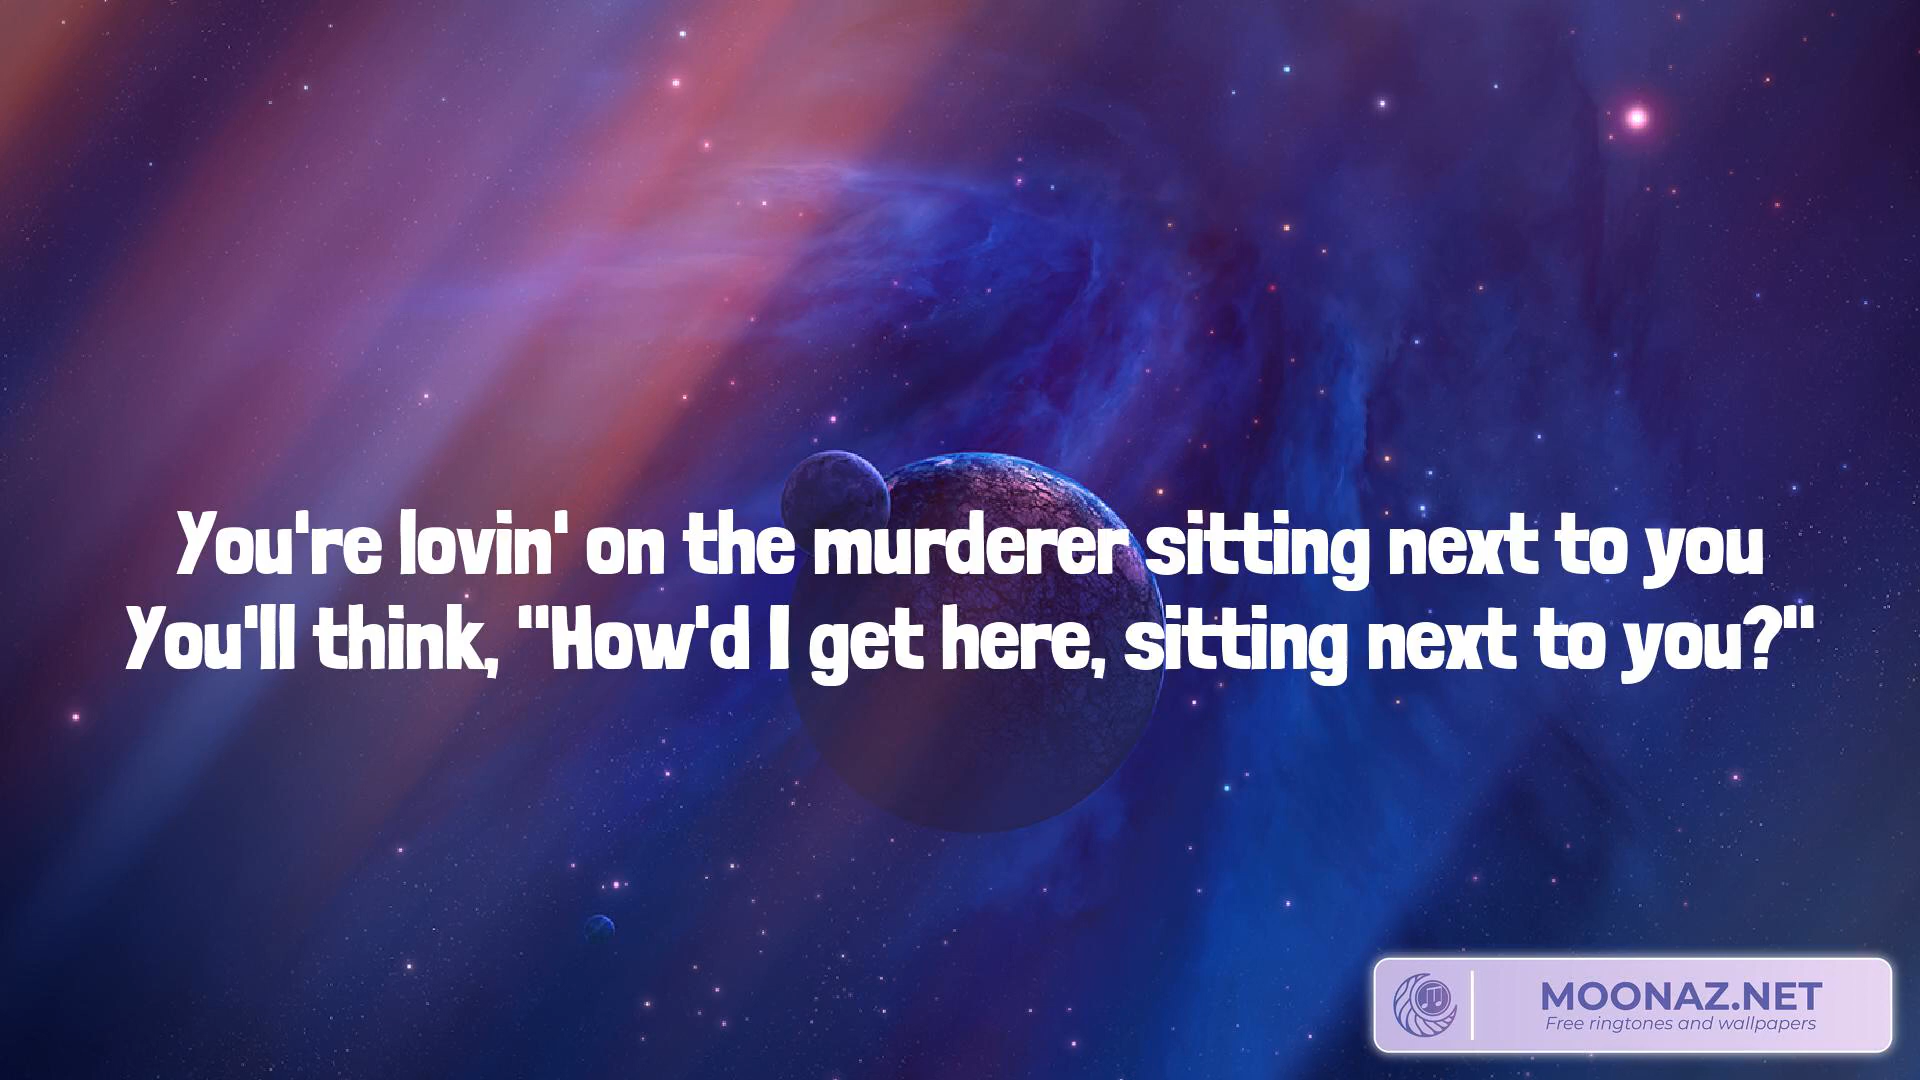 You're lovin' on the murderer sitting next to you
You'll think, "How'd I get here, sitting next to you?"
MOONAZ.NET
Free ringtones and wallpapers